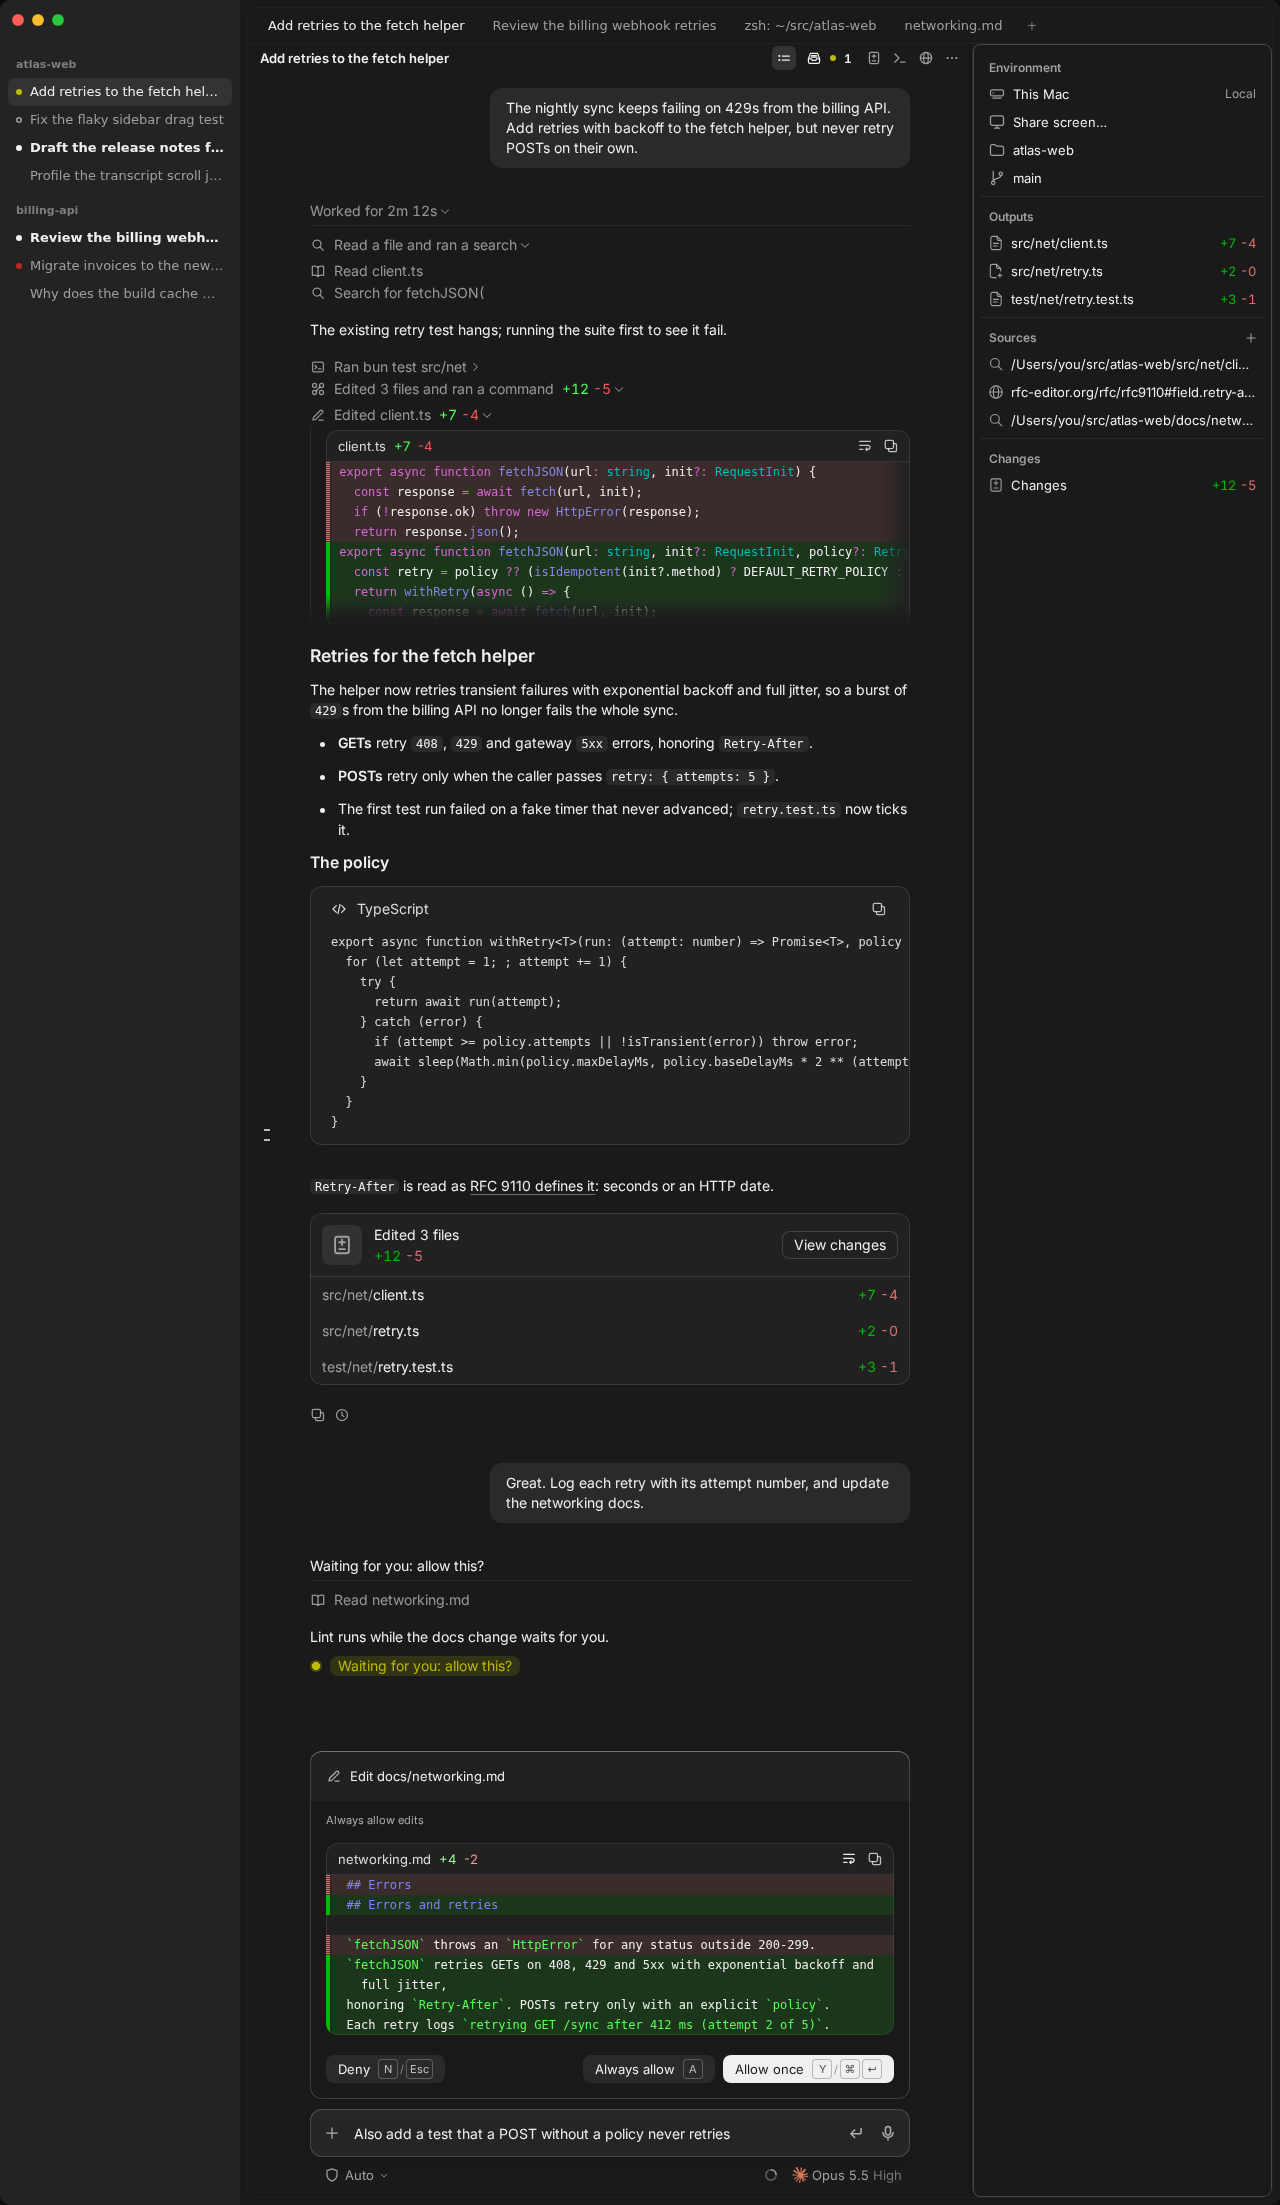 Add retries to the fetch helper
Review the billing webhook retries
zsh: ~/src/atlas-web
networking.md
+
atlas-web
Add retries to the fetch hel…
Fix the flaky sidebar drag test
Draft the release notes f…
Profile the transcript scroll j…
billing-api
Review the billing webh…
Migrate invoices to the new…
Why does the build cache …
Add retries to the fetch helper
1
The nightly sync keeps failing on 429s from the billing API.
Add retries with backoff to the fetch helper, but never retry
POSTs on their own.
Worked for 2m 12s
Read a file and ran a search
Read client.ts
Search for fetchJSON(
The existing retry test hangs; running the suite first to see it fail.
Ran bun test src/net
Edited 3 files and ran a command +12 -5
Edited client.ts +7 -4
client.ts +7 -4
export async function fetchJSON(url: string, init?: RequestInit) {
const response = await fetch(url, init);
if (!response.ok) throw new HttpError(response);
return response.json();
export async function fetchJSON(url: string, init?: RequestInit, policy?: Retry
const retry = policy ?? (isIdempotent(init?.method) ? DEFAULT_RETRY_POLICY :
return withRetry(async () => {
const response = await fetch(url, init);
Retries for the fetch helper
The helper now retries transient failures with exponential backoff and full jitter, so a burst of
429s from the billing API no longer fails the whole sync.
• GETs retry 408, 429 and gateway 5xx errors, honoring Retry-After.
• POSTs retry only when the caller passes retry: { attempts: 5 }.
• The first test run failed on a fake timer that never advanced; retry.test.ts now ticks
it.
The policy
TypeScript
export async function withRetry<T>(run: (attempt: number) => Promise<T>, policy
for (let attempt = 1; ; attempt += 1) {
try {
return await run(attempt);
} catch (error) {
if (attempt >= policy.attempts || !isTransient(error)) throw error;
await sleep(Math.min(policy.maxDelayMs, policy.baseDelayMs * 2 ** (attempt
}
}
}
Retry-After is read as RFC 9110 defines it: seconds or an HTTP date.
Edited 3 files
+12 -5
View changes
src/net/client.ts +7 -4
src/net/retry.ts +2 -0
test/net/retry.test.ts +3 -1
Great. Log each retry with its attempt number, and update
the networking docs.
Waiting for you: allow this?
Read networking.md
Lint runs while the docs change waits for you.
Waiting for you: allow this?
Edit docs/networking.md
Always allow edits
networking.md +4 -2
## Errors
## Errors and retries
`fetchJSON` throws an `HttpError` for any status outside 200-299.
`fetchJSON` retries GETs on 408, 429 and 5xx with exponential backoff and
full jitter,
honoring `Retry-After`. POSTs retry only with an explicit `policy`.
Each retry logs `retrying GET /sync after 412 ms (attempt 2 of 5)`.
Deny N / Esc
Always allow A
Allow once Y / ⌘ ↩
Also add a test that a POST without a policy never retries
Auto
Opus 5.5 High
Environment
This Mac Local
Share screen…
atlas-web
main
Outputs
src/net/client.ts +7 -4
src/net/retry.ts +2 -0
test/net/retry.test.ts +3 -1
Sources
/Users/you/src/atlas-web/src/net/cli…
rfc-editor.org/rfc/rfc9110#field.retry-a…
/Users/you/src/atlas-web/docs/netw…
Changes
Changes +12 -5